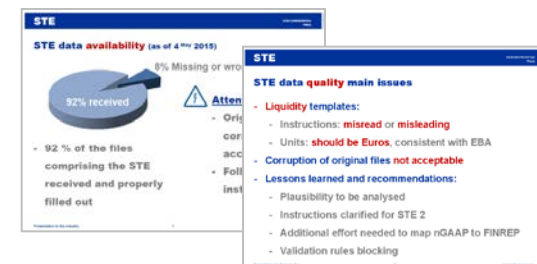 STE
STE data availability (as of 4 May 2015)
8% Missing or wro
92% received
Atten
- Orig
cor
acc
- Foll
inst
- 92 % of the files
comprising the STE
received and properly
filled out
Presentation to the industry
STE
STE data quality main issues
- Liquidity templates:
- Instructions: misread or misleading
- Units: should be Euros, consistent with EBA
- Corruption of original files not acceptable
- Lessons learned and recommendations:
- Plausibility to be analysed
- Instructions clarified for STE 2
- Additional effort needed to map nGAAP to FINREP
- Validation rules blocking